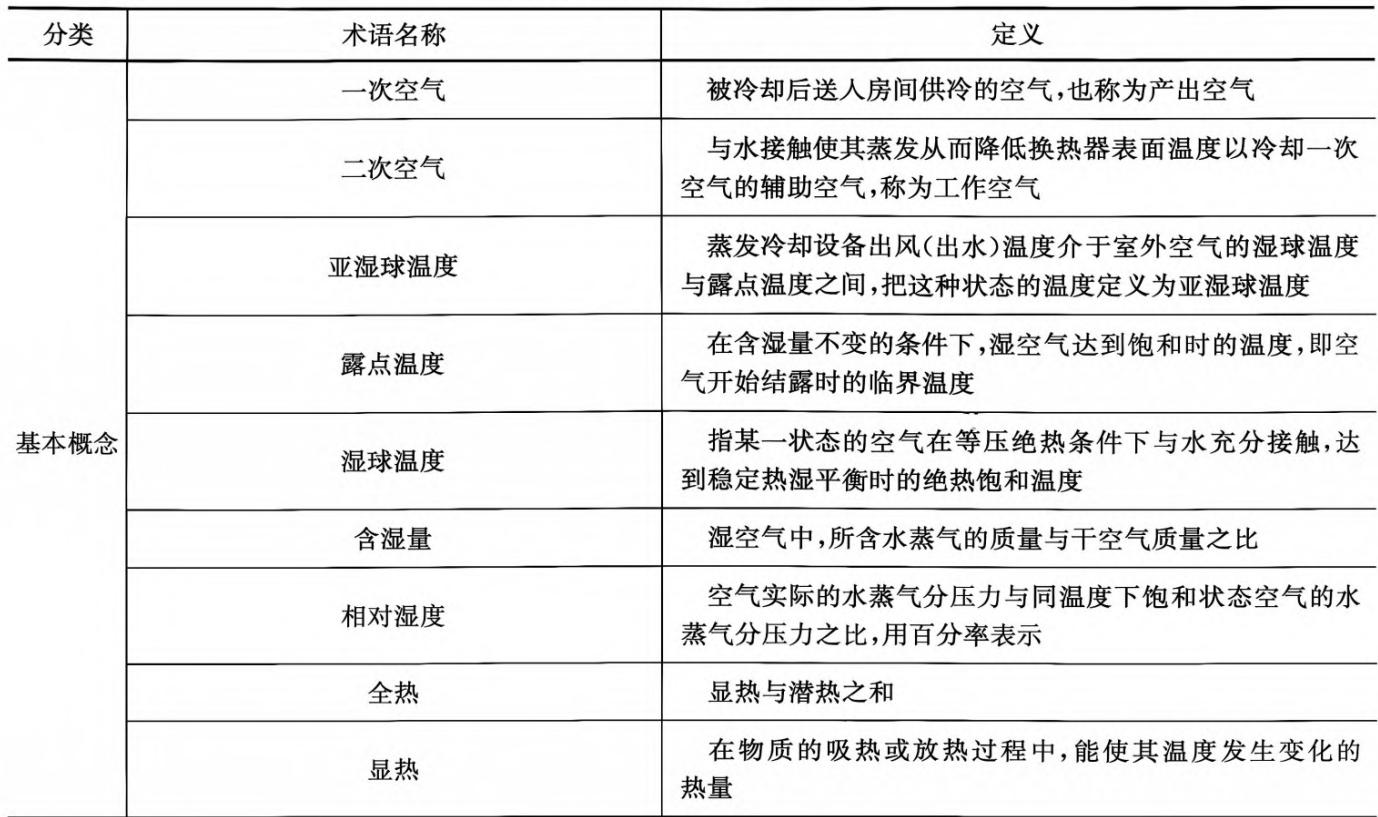 分类 术语名称 定义
一次空气 被冷却后送人房间供冷的空气,也称为产出空气
二次空气 与水接触使其蒸发从而降低换热器表面温度以冷却一次
空气的辅助空气,称为工作空气
亚湿球温度 蒸发冷却设备出风(出水)温度介于室外空气的湿球温度
与露点温度之间,把这种状态的温度定义为亚湿球温度
露点温度 在含湿量不变的条件下,湿空气达到饱和时的温度,即空
气开始结露时的临界温度
基本概念 湿球温度 指某一状态的空气在等压绝热条件下与水充分接触,达
到稳定热湿平衡时的绝热饱和温度
含湿量 湿空气中,所含水蒸气的质量与干空气质量之比
相对湿度 空气实际的水蒸气分压力与同温度下饱和状态空气的水
蒸气分压力之比,用百分率表示
全热 显热与潜热之和
显热 在物质的吸热或放热过程中,能使其温度发生变化的
热量